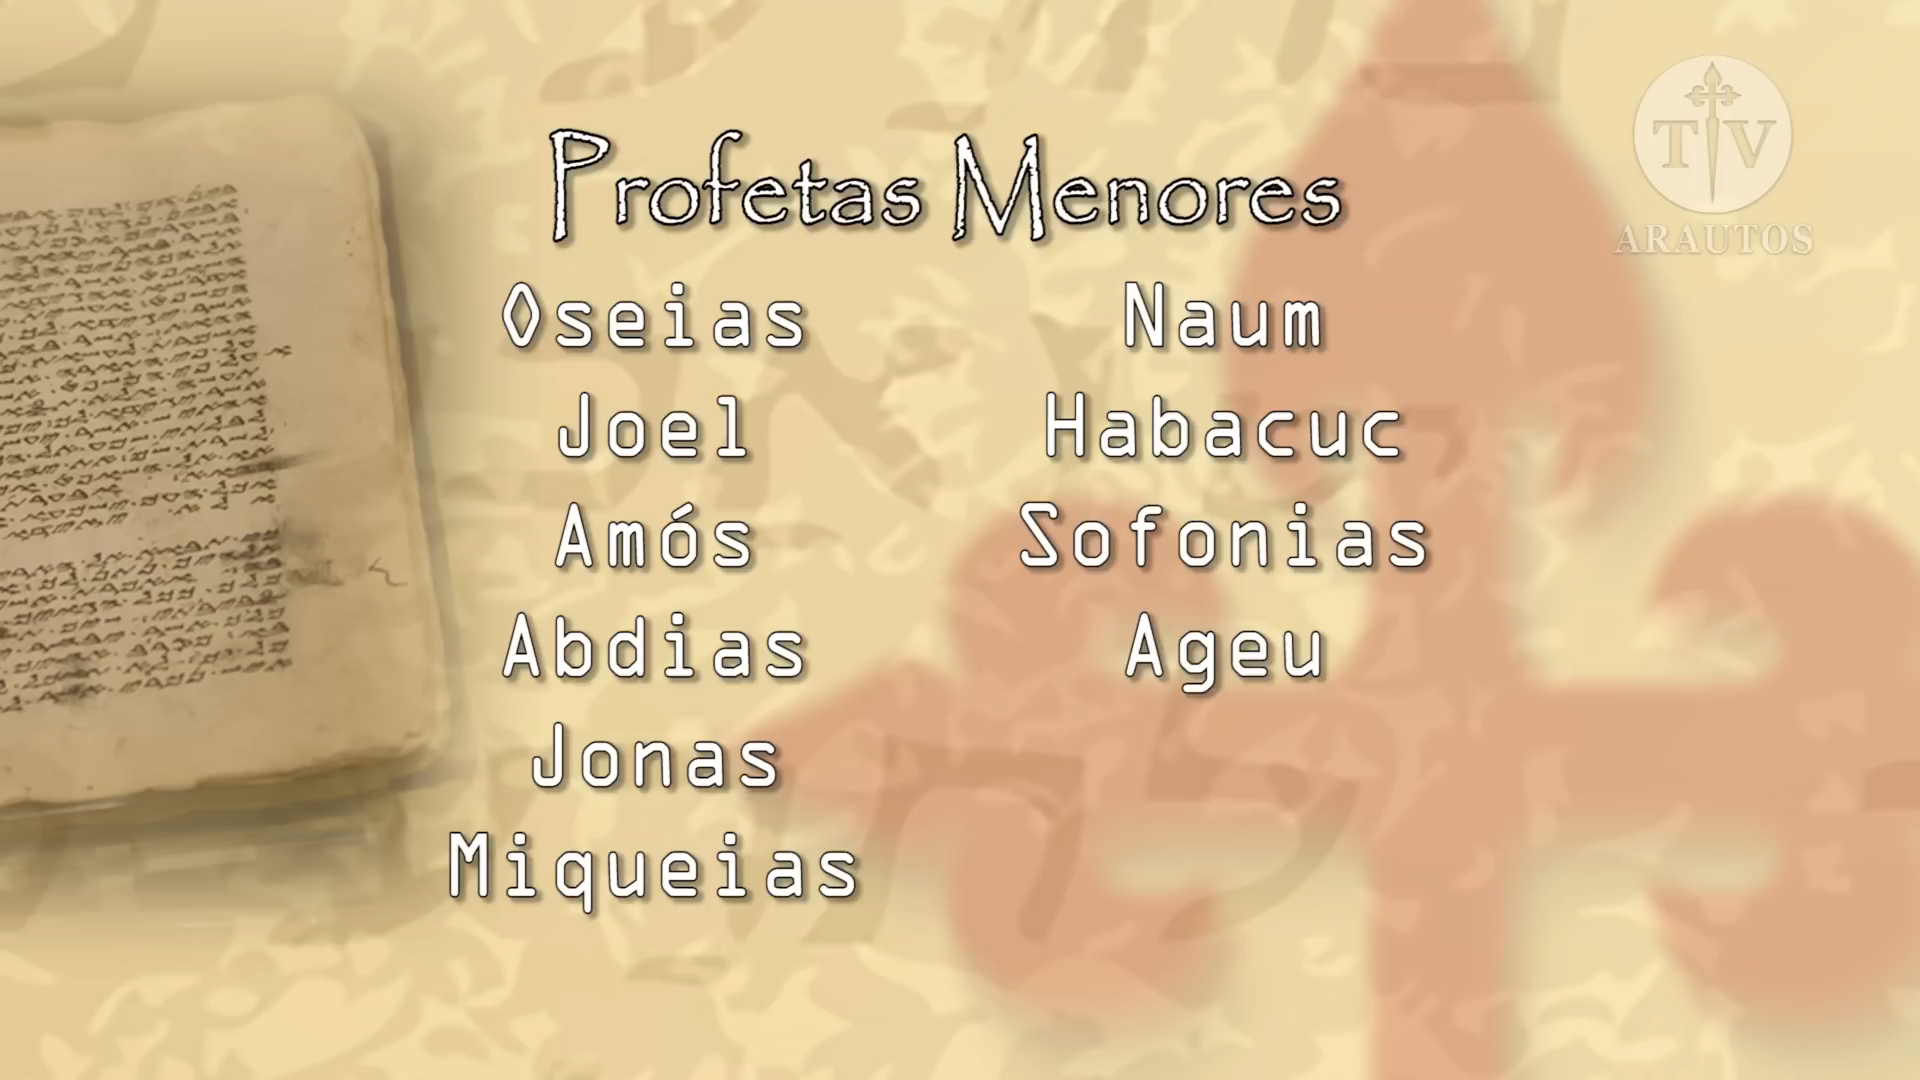 Profetas Menores
Oseias
Joel
Amós
Abdias
Jonas
Miqueias
Naum
Habacuc
Sofonias
Ageu
TV
ARAUTOS